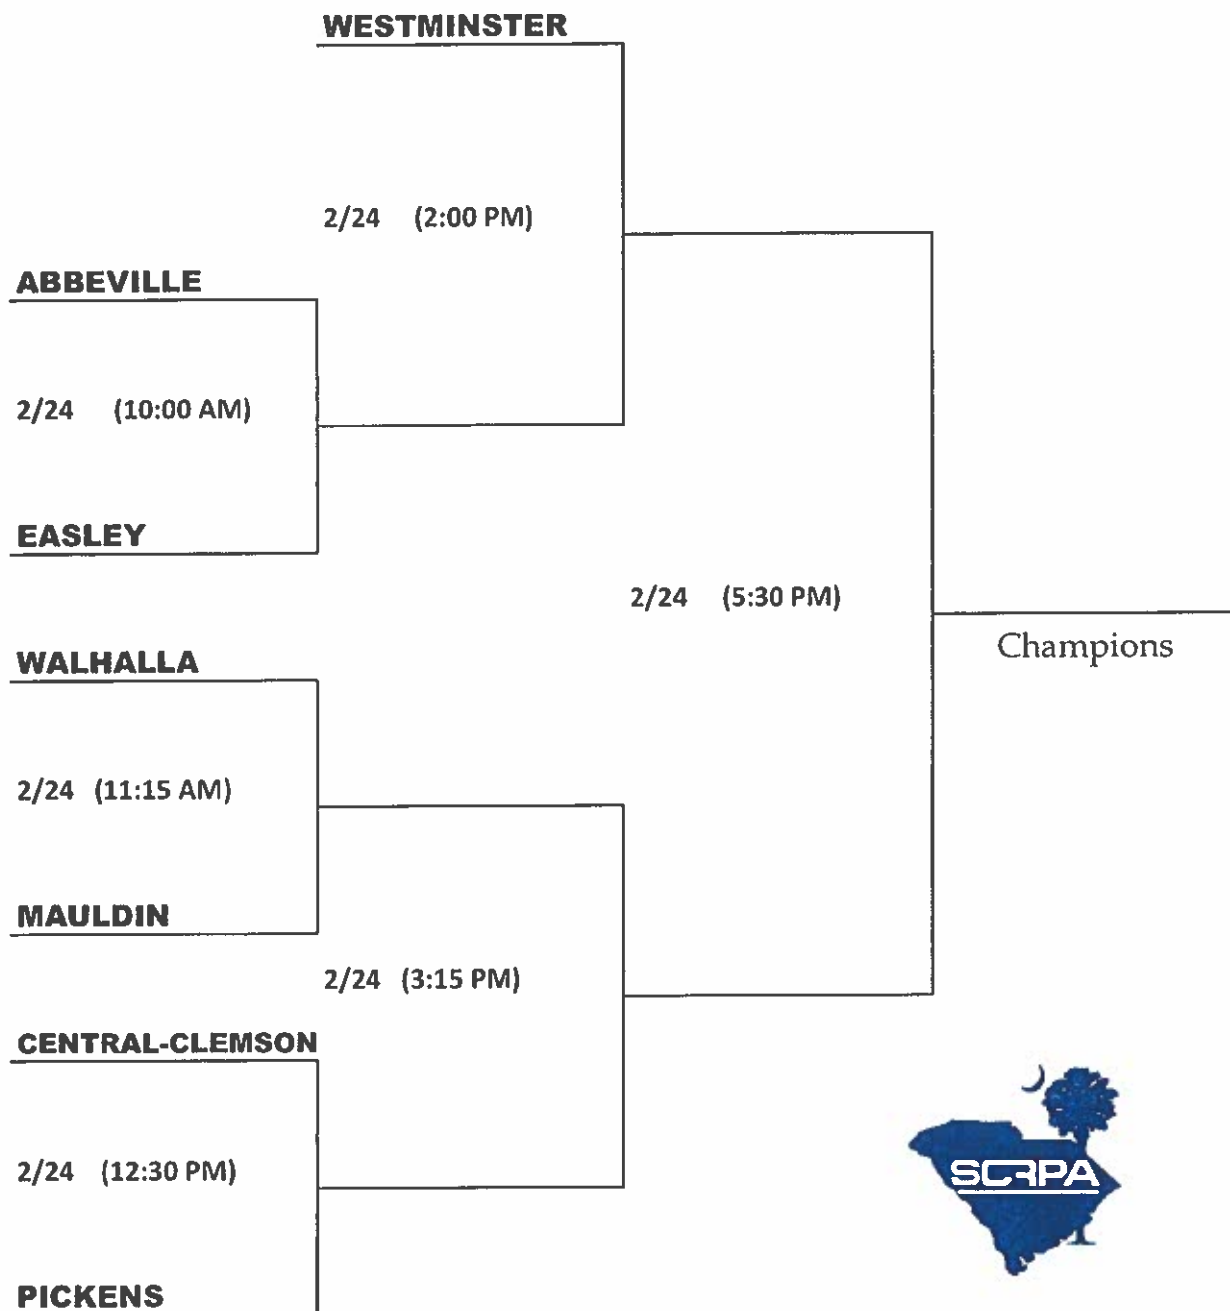 WESTMINSTER
2/24 (2:00 PM)
ABBEVILLE
2/24 (10:00 AM)
EASLEY
2/24 (5:30 PM)
Champions
WALHALLA
2/24 (11:15 AM)
MAULDIN
2/24 (3:15 PM)
CENTRAL-CLEMSON
2/24 (12:30 PM)
PICKENS
SCRPA